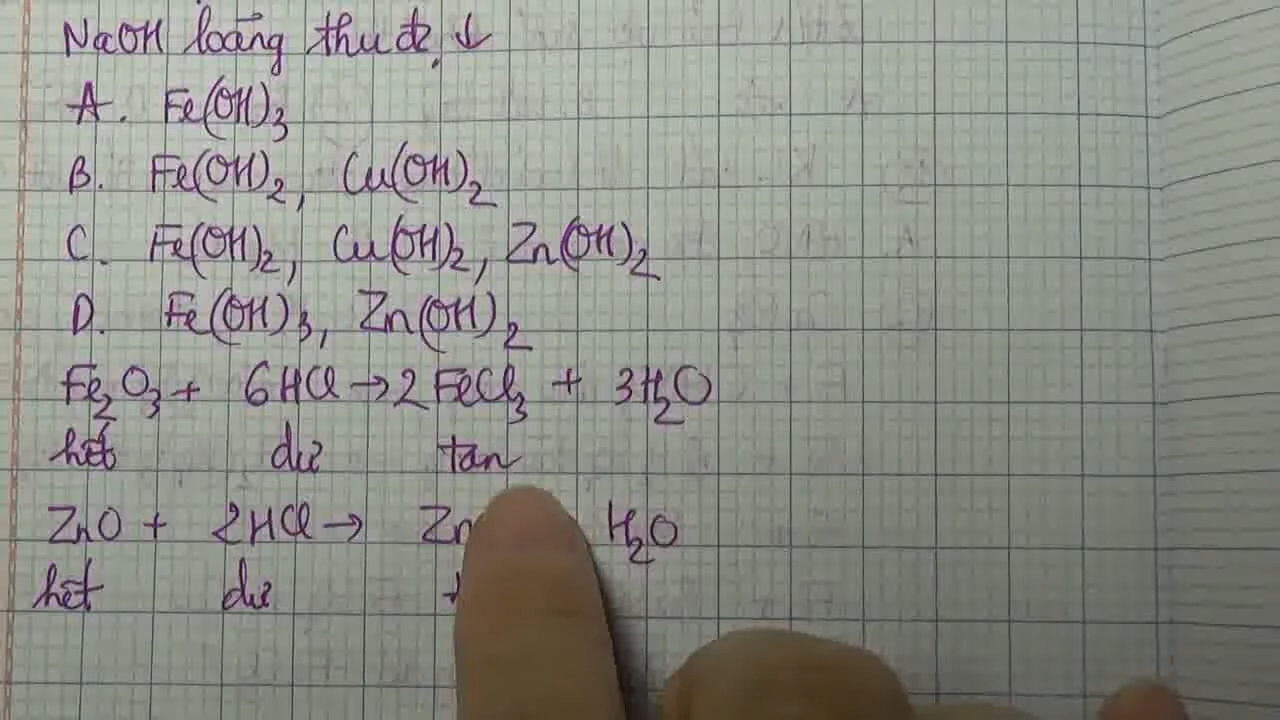 NaOH loãng thu đc ↓
A. Fe(OH)3
B. Fe(OH)2, Cu(OH)2
C. Fe(OH)2, Cu(OH)2, Zn(OH)2
D. Fe(OH)3, Zn(OH)2
Fe2O3 + 6HCl → 2FeCl3 + 3H2O
hết dư tan
ZnO + 2HCl → Zn H2O
hết dư